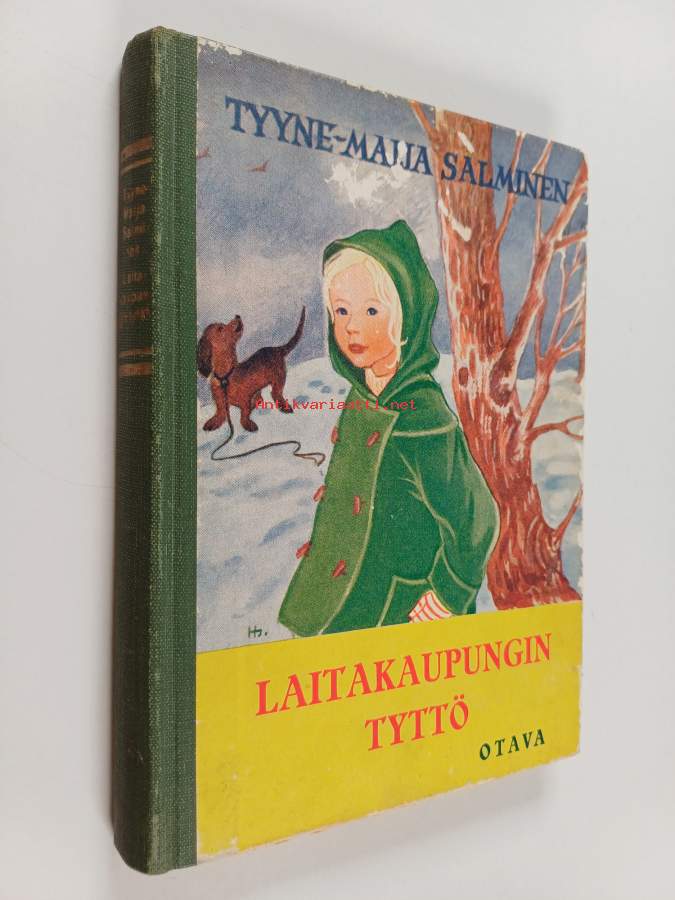 TYYNE-MAIJA SALMINEN
Antikvariaatti.net
LAITAKAUPUNGIN
TYTTÖ
OTAVA